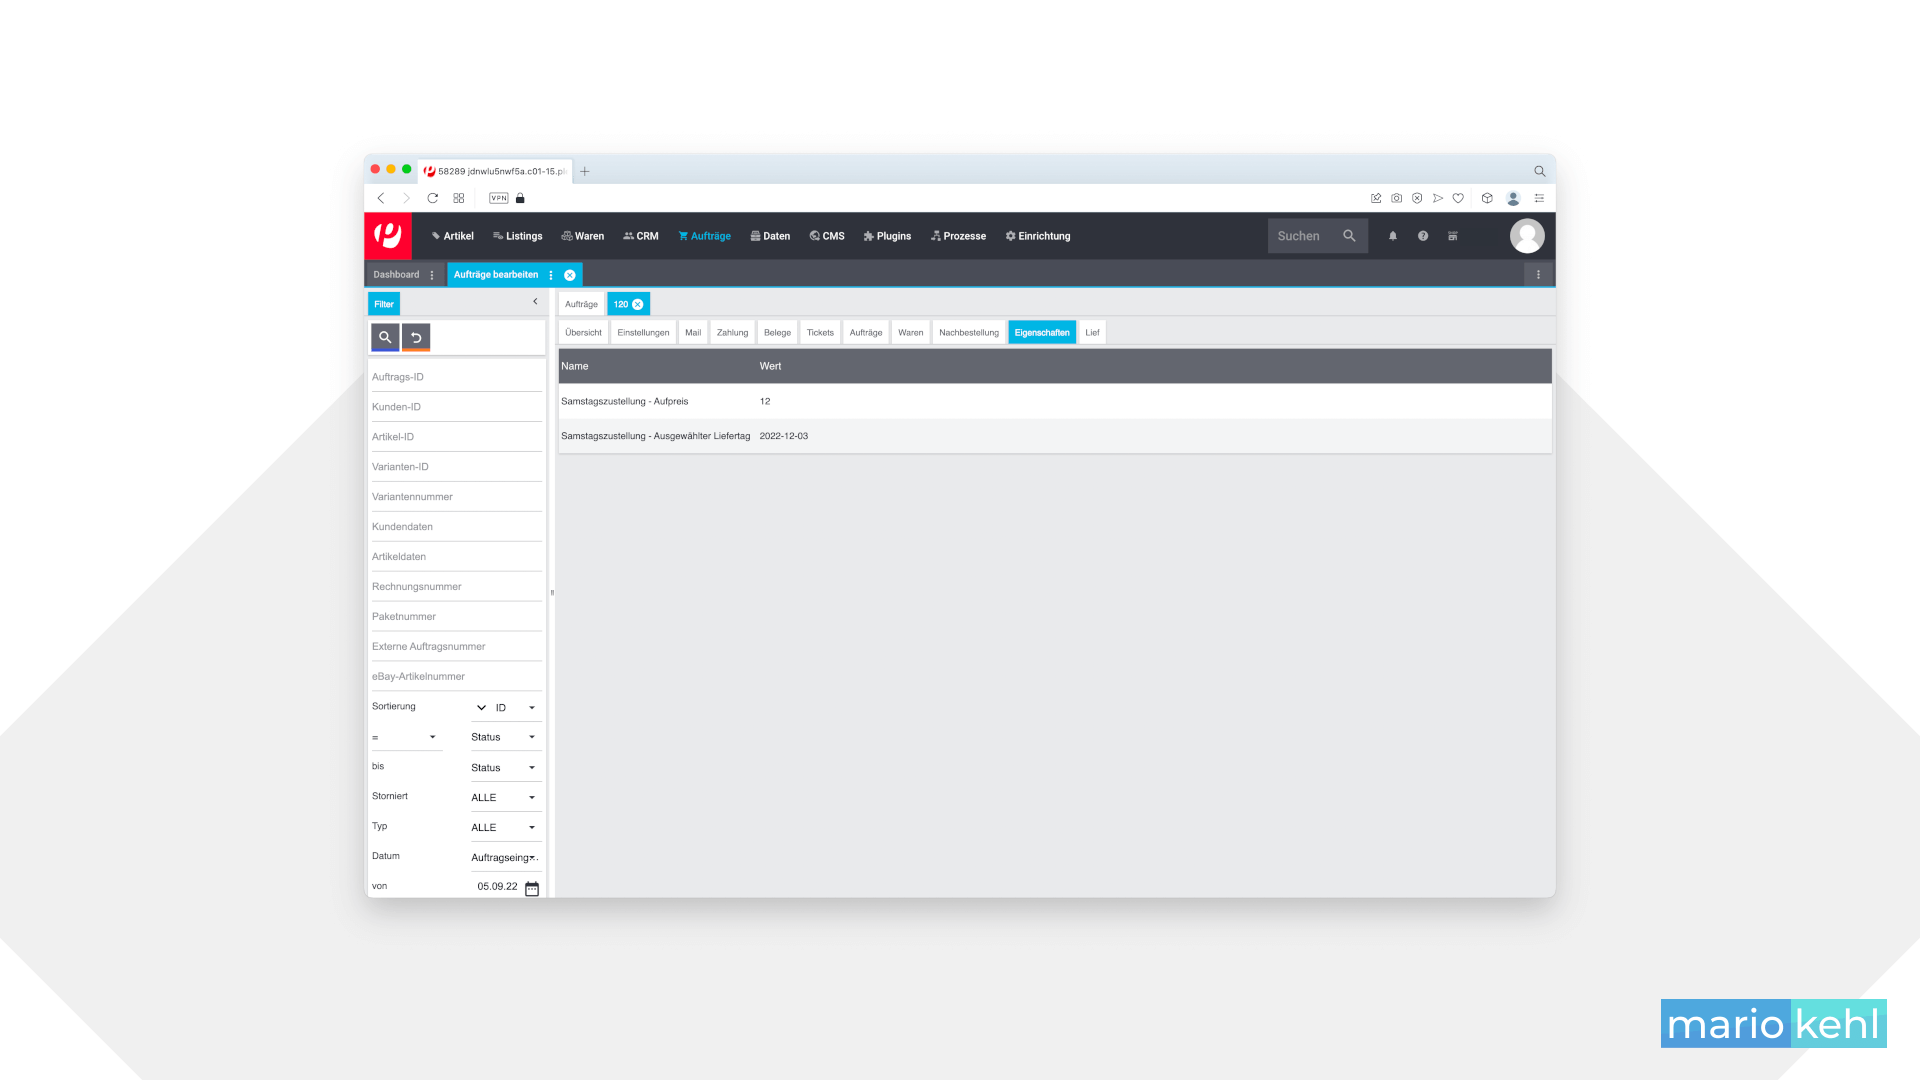 58289 jdnwlu5nwf5a.c01-15.pl
VPN
Artikel Listings Waren CRM Aufträge Daten CMS Plugins Prozesse Einrichtung Suchen
Dashboard Aufträge bearbeiten
Filter
Aufträge 120
Übersicht Einstellungen Mail Zahlung Belege Tickets Aufträge Waren Nachbestellung Eigenschaften Lief
Name Wert
Samstagszustellung - Aufpreis 12
Samstagszustellung - Ausgewählter Liefertag 2022-12-03
Auftrags-ID
Kunden-ID
Artikel-ID
Varianten-ID
Variantennummer
Kundendaten
Artikeldaten
Rechnungsnummer
Paketnummer
Externe Auftragsnummer
eBay-Artikelnummer
Sortierung ID
= Status
bis Status
Storniert ALLE
Typ ALLE
Datum Auftragseing...
von 05.09.22
mario kehl